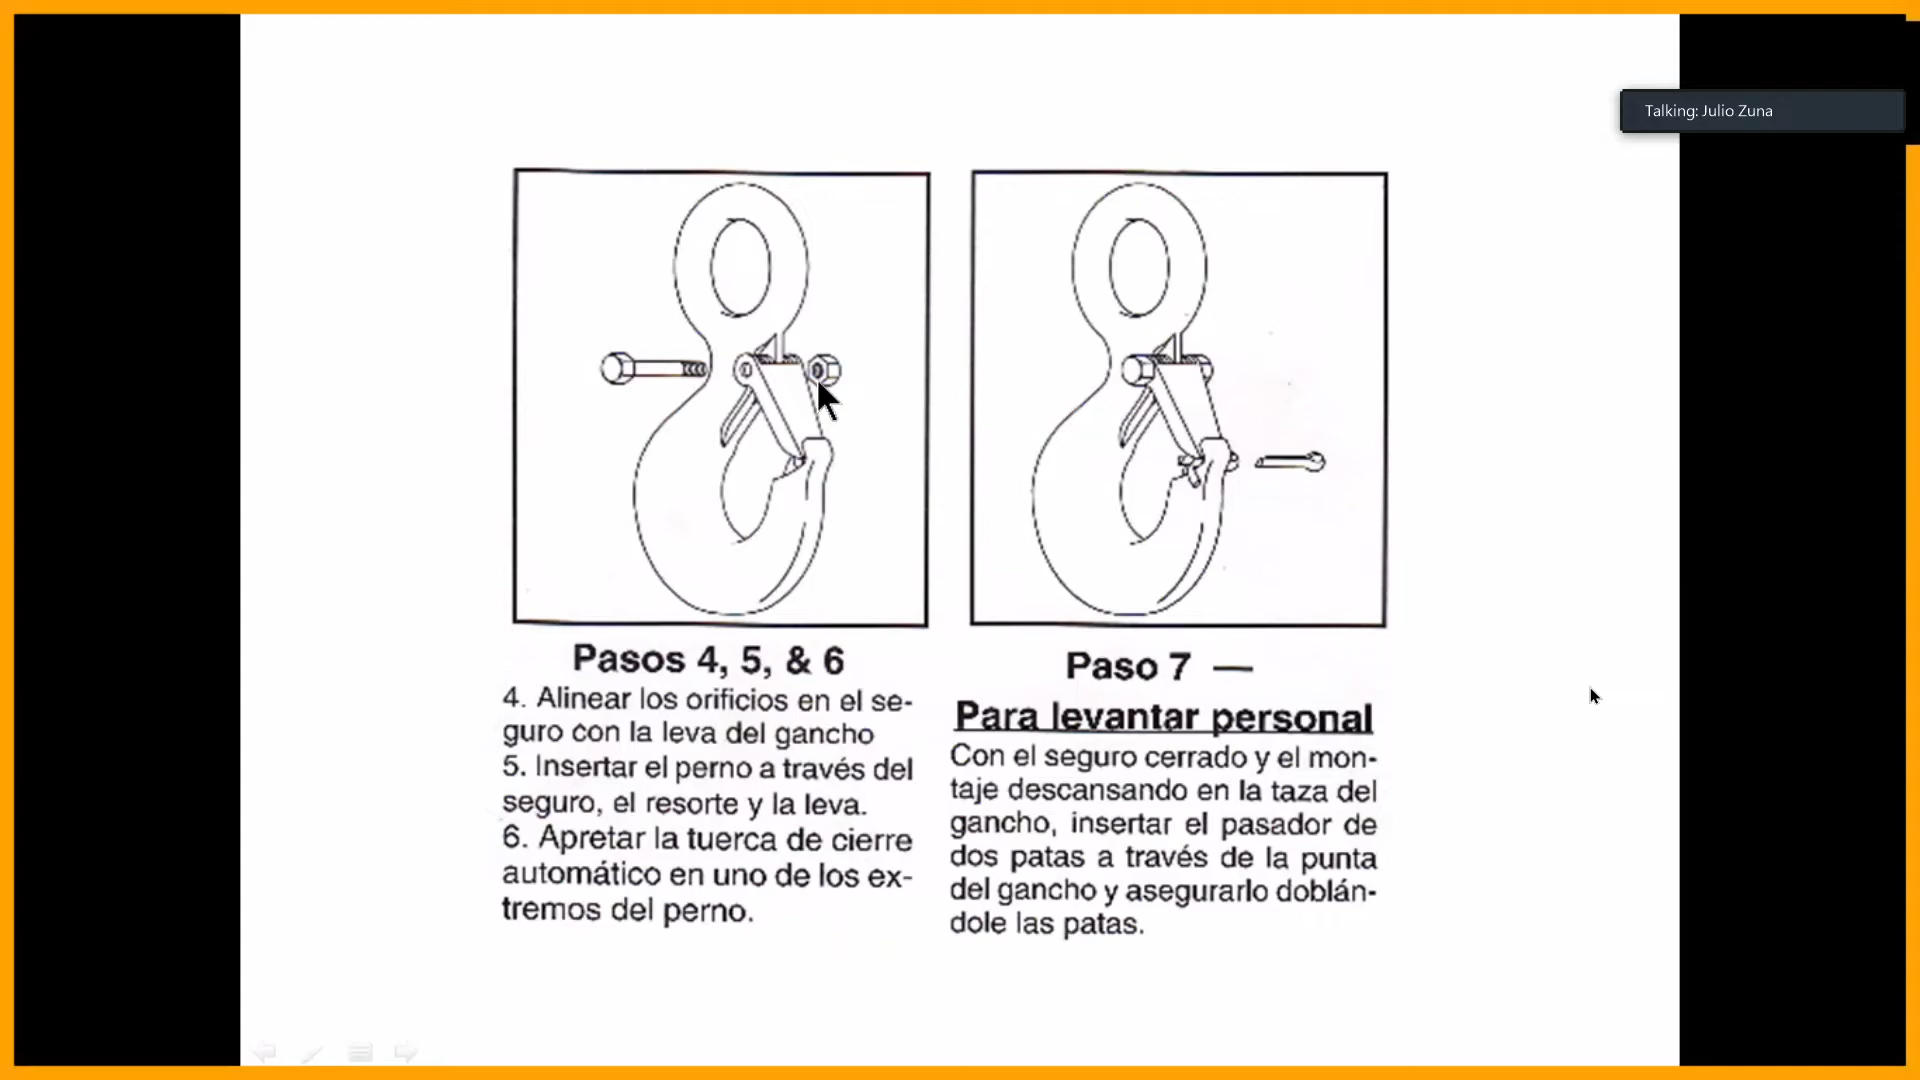 Talking: Julio Zuna
Pasos 4, 5, & 6
4. Alinear los orificios en el se-
guro con la leva del gancho
5. Insertar el perno a través del
seguro, el resorte y la leva.
6. Apretar la tuerca de cierre
automático en uno de los ex-
tremos del perno.
Paso 7 —
Para levantar personal
Con el seguro cerrado y el mon-
taje descansando en la taza del
gancho, insertar el pasador de
dos patas a través de la punta
del gancho y asegurarlo doblán-
dole las patas.